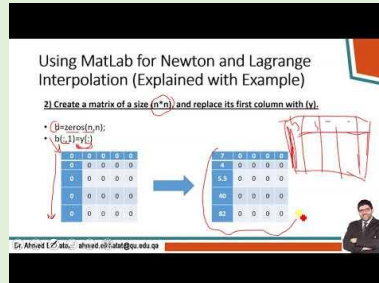 Using MatLab for Newton and Lagrange
Interpolation (Explained with Example)
2) Create a matrix of a size (n*n), and replace its first column with (y).
• b=zeros(n,n);
• b(:,1)=y(:)
0 0 0 0 0
0 0 0 0 0
0 0 0 0 0
0 0 0 0 0
0 0 0 0 0
7 0 0 0 0
4 0 0 0 0
5.5 0 0 0 0
40 0 0 0 0
82 0 0 0 0
Dr. Ahmed